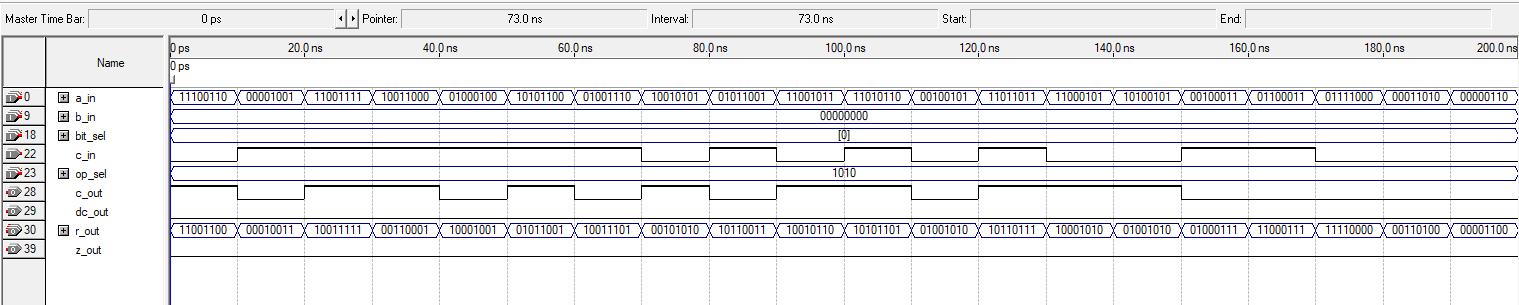 Master Time Bar: 0 ps Pointer: 73.0 ns Interval: 73.0 ns Start: End:
Name 0 ps 20.0 ns 40.0 ns 60.0 ns 80.0 ns 100.0 ns 120.0 ns 140.0 ns 160.0 ns 180.0 ns 200.0 ns
0 ps
0 a_in 11100110 00001001 11001111 10011000 01000100 10101100 01001110 10010101 01011001 11001011 11010110 00100101 11011011 11000101 10100101 00100011 01100011 01111000 00011010 00000110
9 b_in 00000000
18 bit_sel [0]
22 c_in
23 op_sel 1010
28 c_out
29 dc_out
30 r_out 11001100 00010011 10011111 00110001 10001001 01011001 10011101 00101010 10110011 10010110 10101101 01001010 10110111 10001010 01001010 01000111 11000111 11110000 00110100 00001100
39 z_out